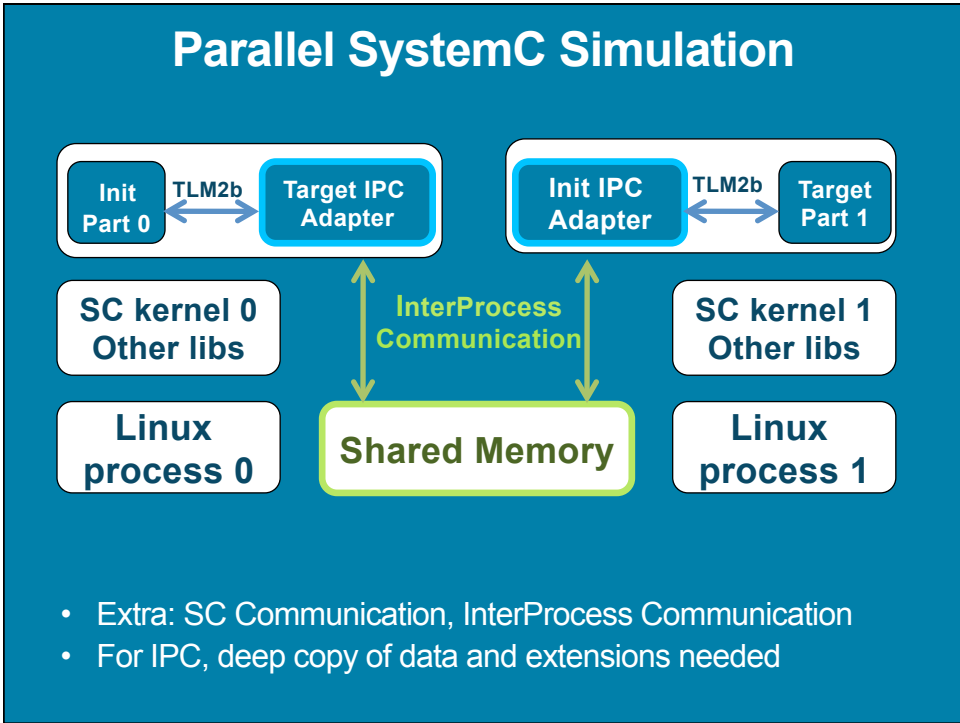 Parallel SystemC Simulation
Init
Part 0
TLM2b
Target IPC
Adapter
Init IPC
Adapter
TLM2b
Target
Part 1
SC kernel 0
Other libs
InterProcess
Communication
SC kernel 1
Other libs
Linux
process 0
Shared Memory
Linux
process 1
• Extra: SC Communication, InterProcess Communication
• For IPC, deep copy of data and extensions needed